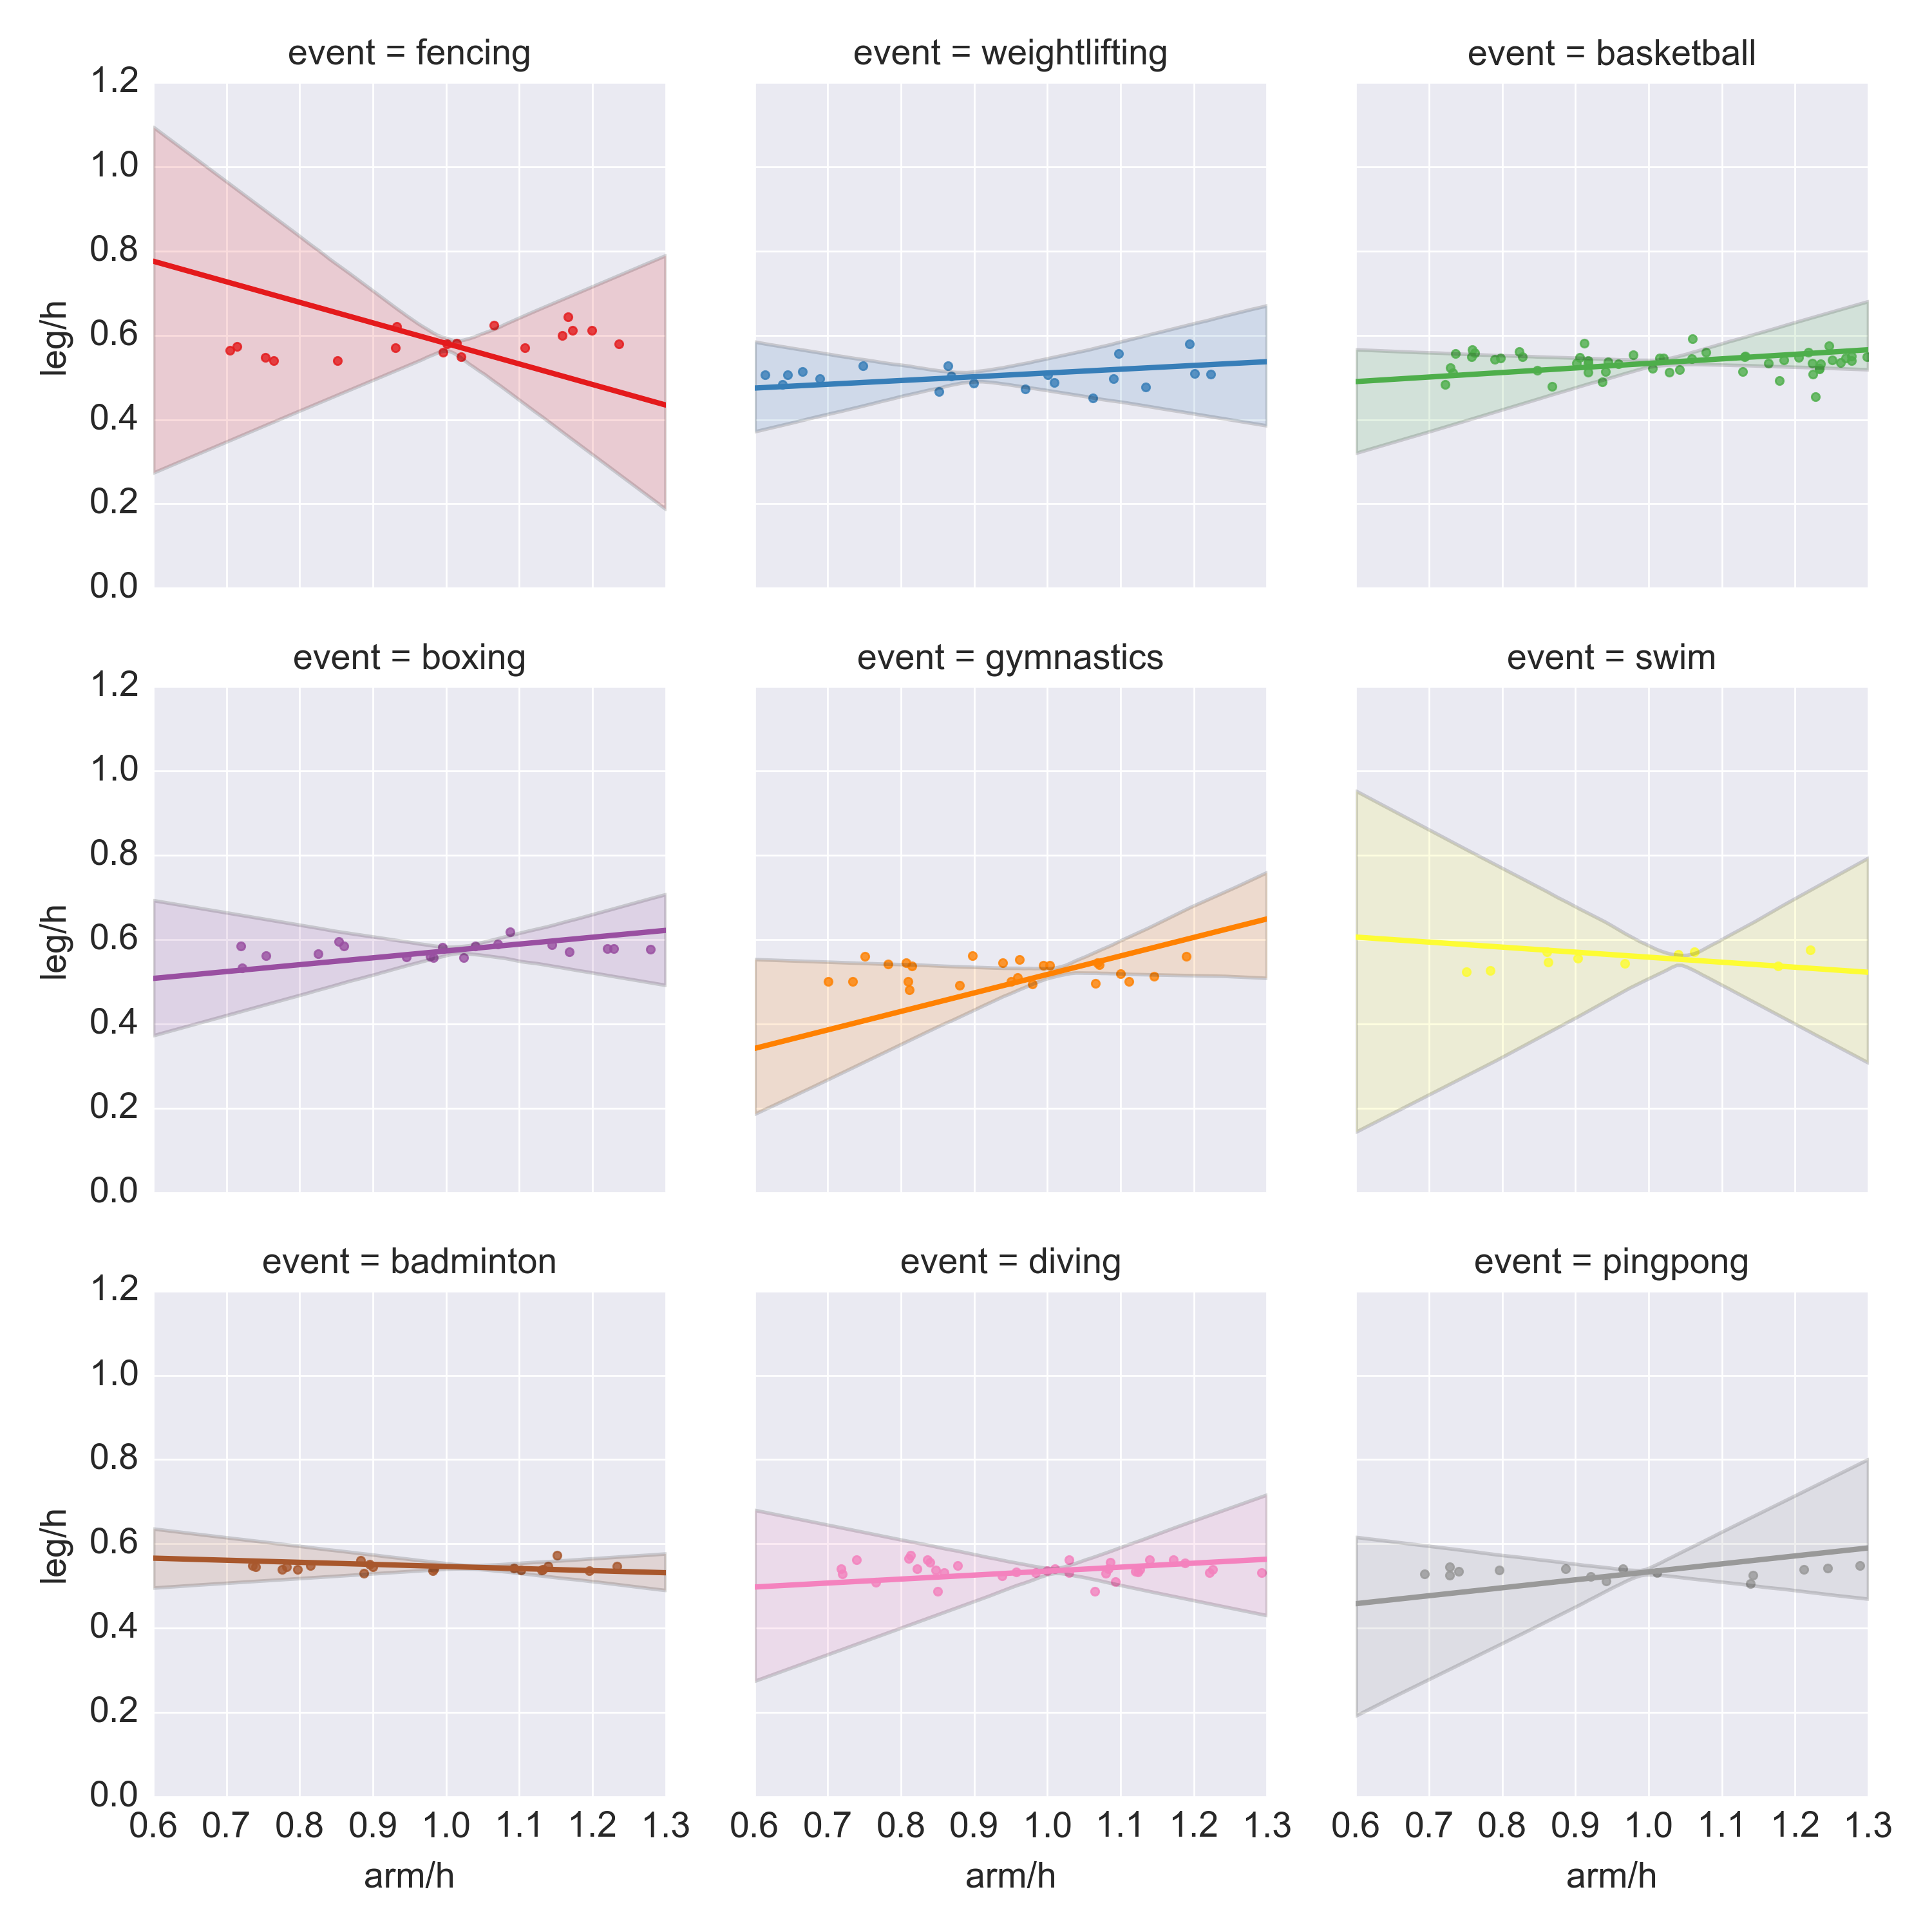 event = fencing
event = weightlifting
event = basketball
1.2
1.0
0.8
0.6
0.4
0.2
0.0
leg/h
event = boxing
event = gymnastics
event = swim
1.2
1.0
0.8
0.6
0.4
0.2
0.0
leg/h
event = badminton
event = diving
event = pingpong
1.2
1.0
0.8
0.6
0.4
0.2
0.0
leg/h
0.6 0.7 0.8 0.9 1.0 1.1 1.2 1.3
0.6 0.7 0.8 0.9 1.0 1.1 1.2 1.3
0.6 0.7 0.8 0.9 1.0 1.1 1.2 1.3
arm/h
arm/h
arm/h